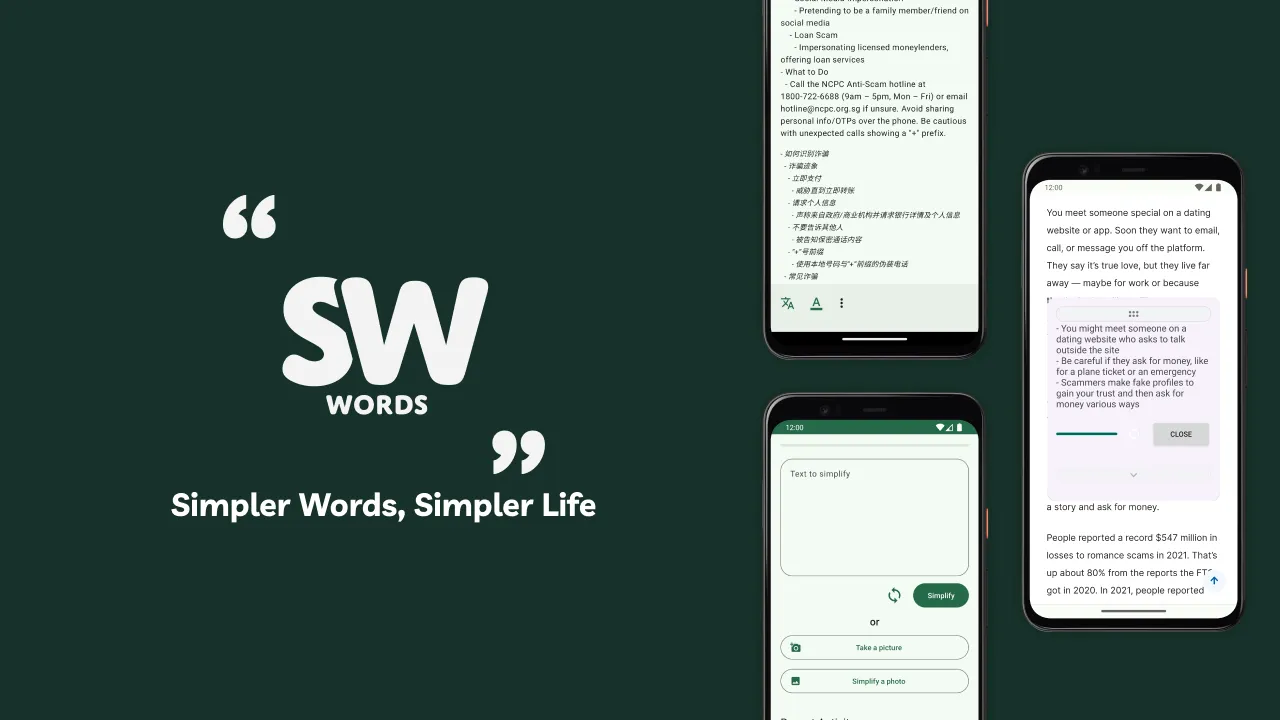 “
SW
WORDS
”
Simpler Words, Simpler Life
- Pretending to be a family member/friend on
social media
- Loan Scam
- Impersonating licensed moneylenders,
offering loan services
- What to Do
- Call the NCPC Anti-Scam hotline at
1800-722-6688 (9am – 5pm, Mon – Fri) or email
hotline@ncpc.org.sg if unsure. Avoid sharing
personal info/OTPs over the phone. Be cautious
with unexpected calls showing a "+" prefix.
- 如何识别诈骗
- 诈骗迹象
- 立即支付
- 威胁直到立即转账
- 请求个人信息
- 声称来自政府/商业机构并请求银行详情及个人信息
- 不要告诉其他人
- 被告知保密通话内容
- "+"号前缀
- 使用本地号码与"+"前缀的伪装电话
- 常见诈骗
A
12:00
Text to simplify
Simplify
or
Take a picture
Simplify a photo
12:00
You meet someone special on a dating
website or app. Soon they want to email,
call, or message you off the platform.
They say it's true love, but they live far
away — maybe for work or because
- You might meet someone on a
dating website who asks to talk
outside the site
- Be careful if they ask for money, like
for a plane ticket or an emergency
- Scammers make fake profiles to
gain your trust and then ask for
money various ways
CLOSE
a story and ask for money.
People reported a record $547 million in
losses to romance scams in 2021. That's
up about 80% from the reports the FTC
got in 2020. In 2021, people reported